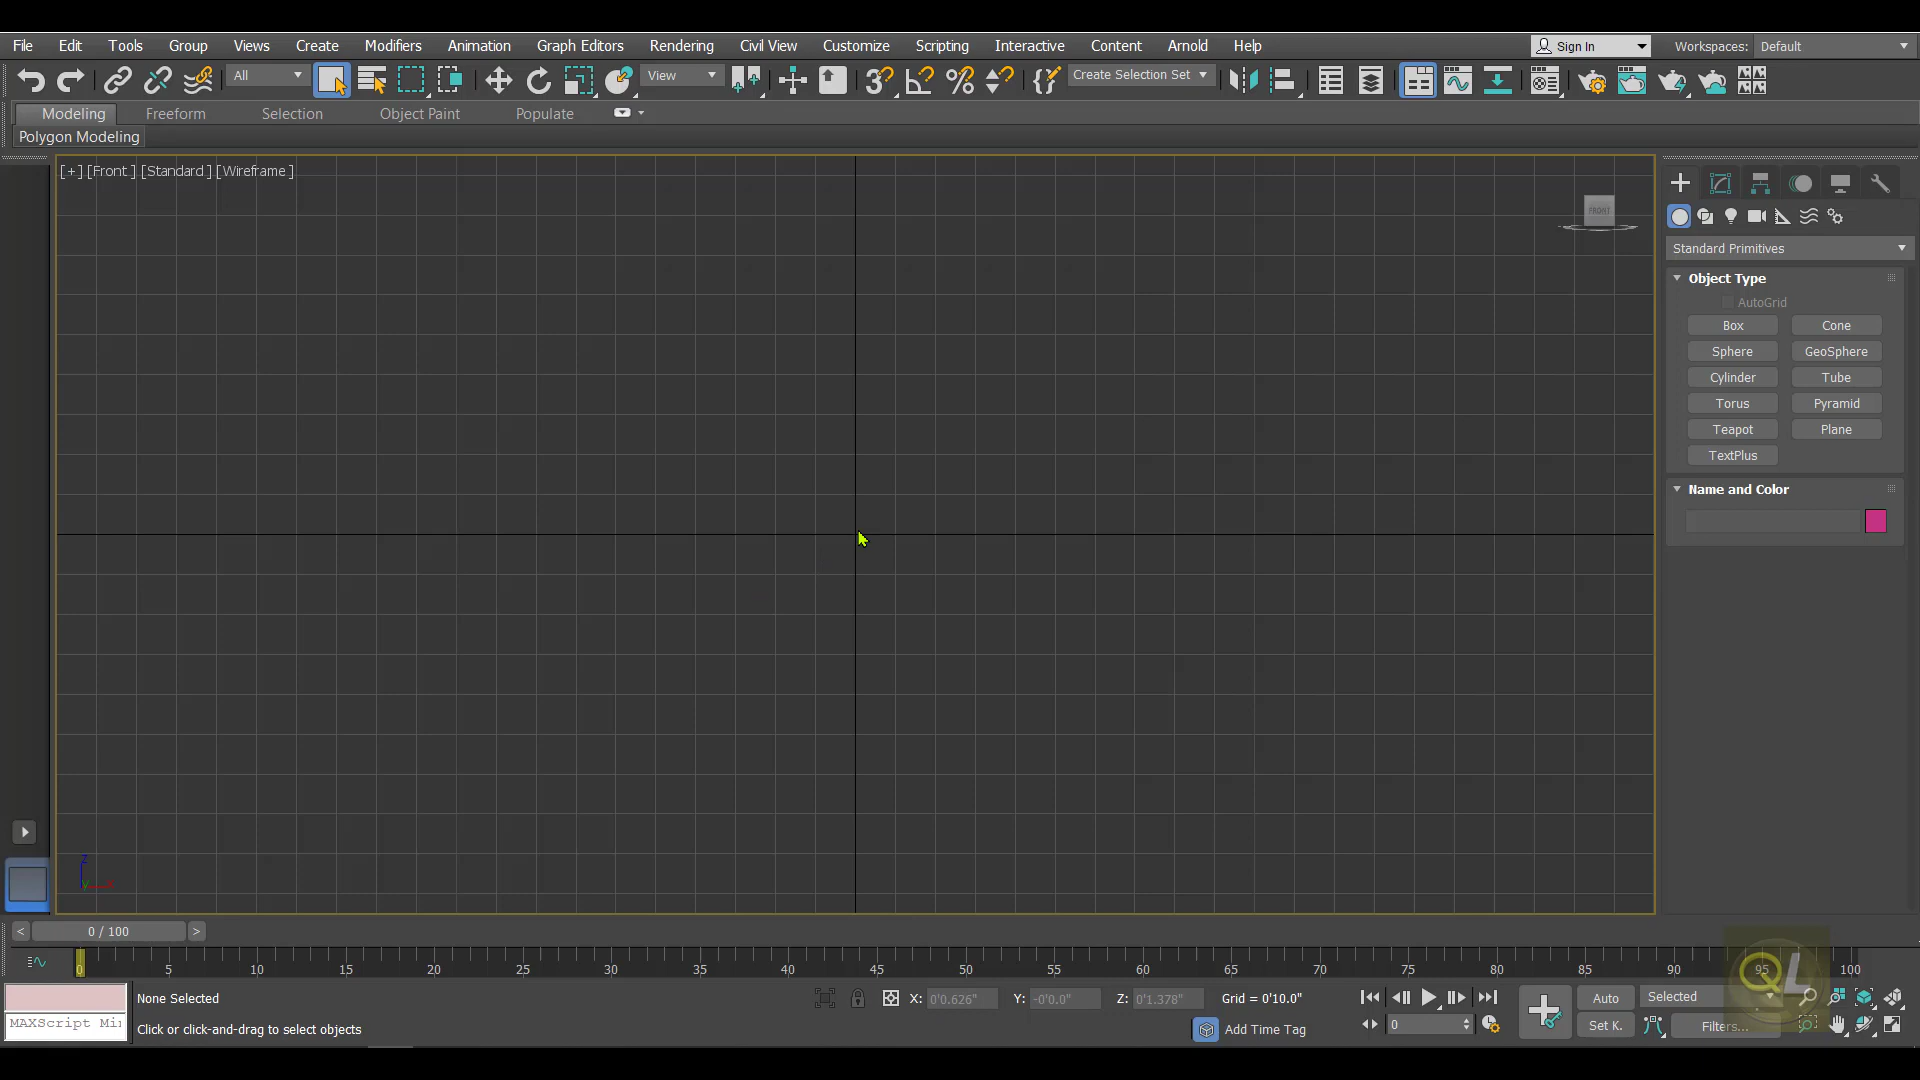 File Edit Tools Group Views Create Modifiers Animation Graph Editors Rendering Civil View Customize Scripting Interactive Content Arnold Help Sign In Workspaces: Default
All View Create Selection Set
Modeling Freeform Selection Object Paint Populate
Polygon Modeling
[+] [Front ] [Standard ] [Wireframe ]
FRONT
Standard Primitives
Object Type
AutoGrid
Box Cone
Sphere GeoSphere
Cylinder Tube
Torus Pyramid
Teapot Plane
TextPlus
Name and Color
z
y x
< 0 / 100 >
0 5 10 15 20 25 30 35 40 45 50 55 60 65 70 75 80 85 90 95 100
QL
None Selected X: 0'0.626" Y: -0'0.0" Z: 0'1.378" Grid = 0'10.0" Auto Selected
MAXScript Mi
Click or click-and-drag to select objects Add Time Tag 0 Set K. Filters...